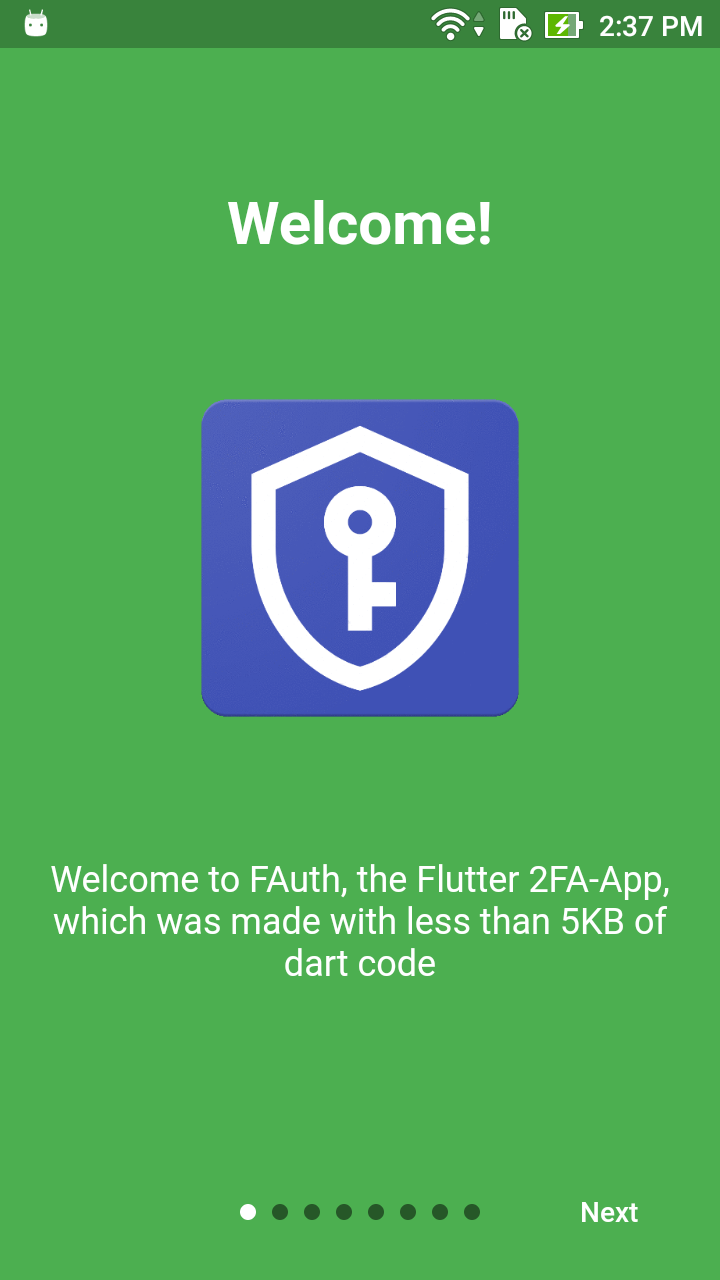 2:37 PM
Welcome!
Welcome to FAuth, the Flutter 2FA-App,
which was made with less than 5KB of
dart code
Next